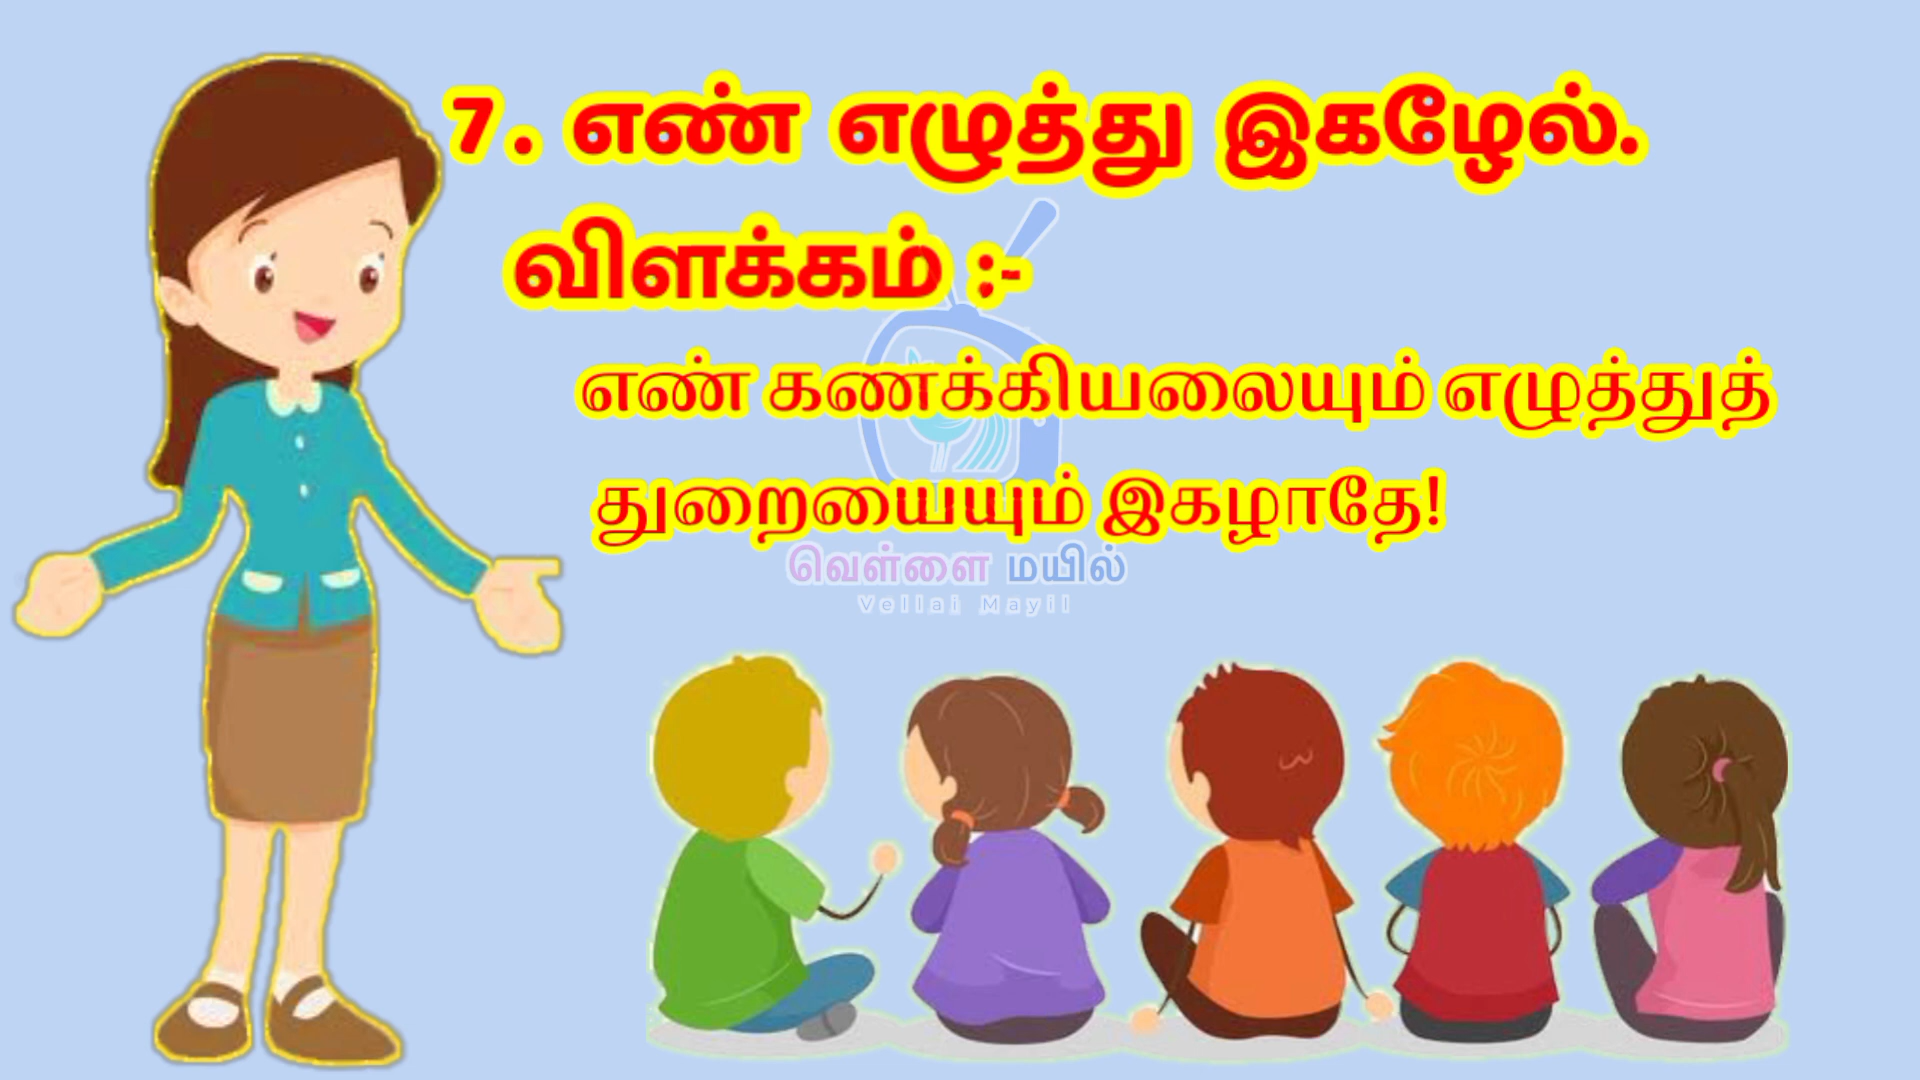 7. எண் எழுத்து இகழேல்.
விளக்கம் :-
எண் கணக்கியலையும் எழுத்துத்
துறையையும் இகழாதே!
வெள்ளை மயில்
Vellai Mayil